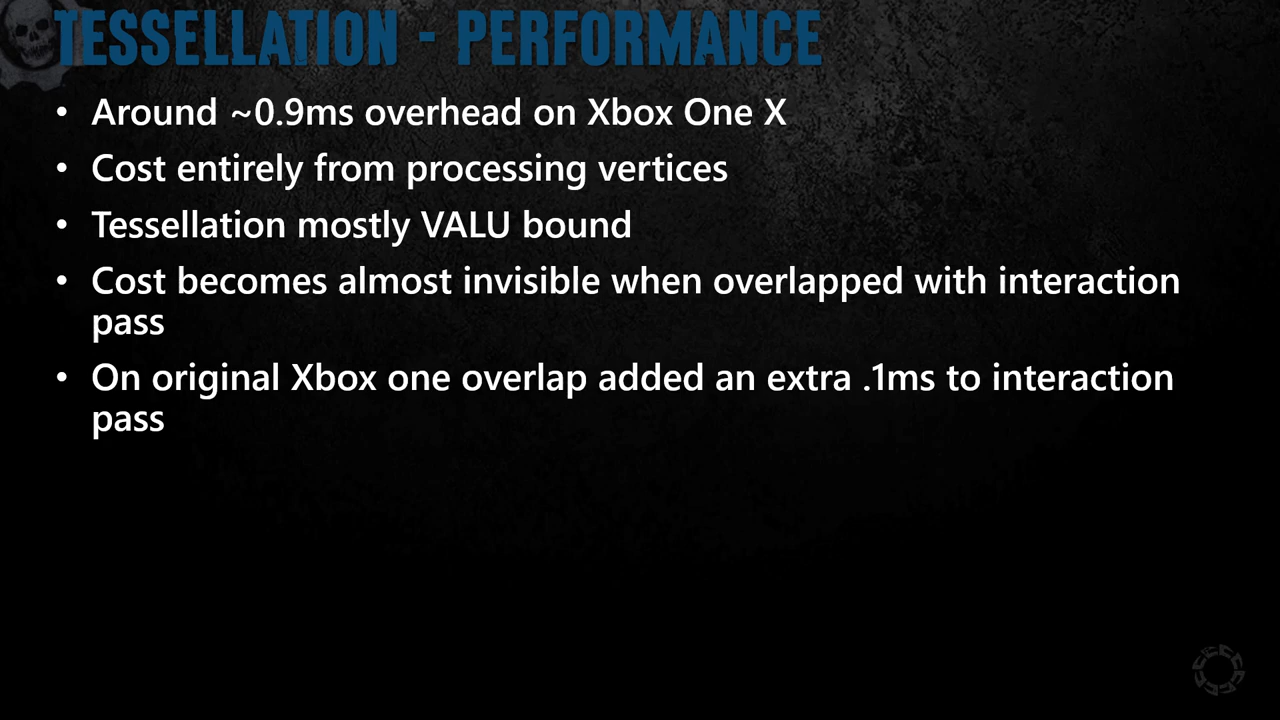 TESSELLATION - PERFORMANCE
• Around ~0.9ms overhead on Xbox One X
• Cost entirely from processing vertices
• Tessellation mostly VALU bound
• Cost becomes almost invisible when overlapped with interaction
pass
• On original Xbox one overlap added an extra .1ms to interaction
pass